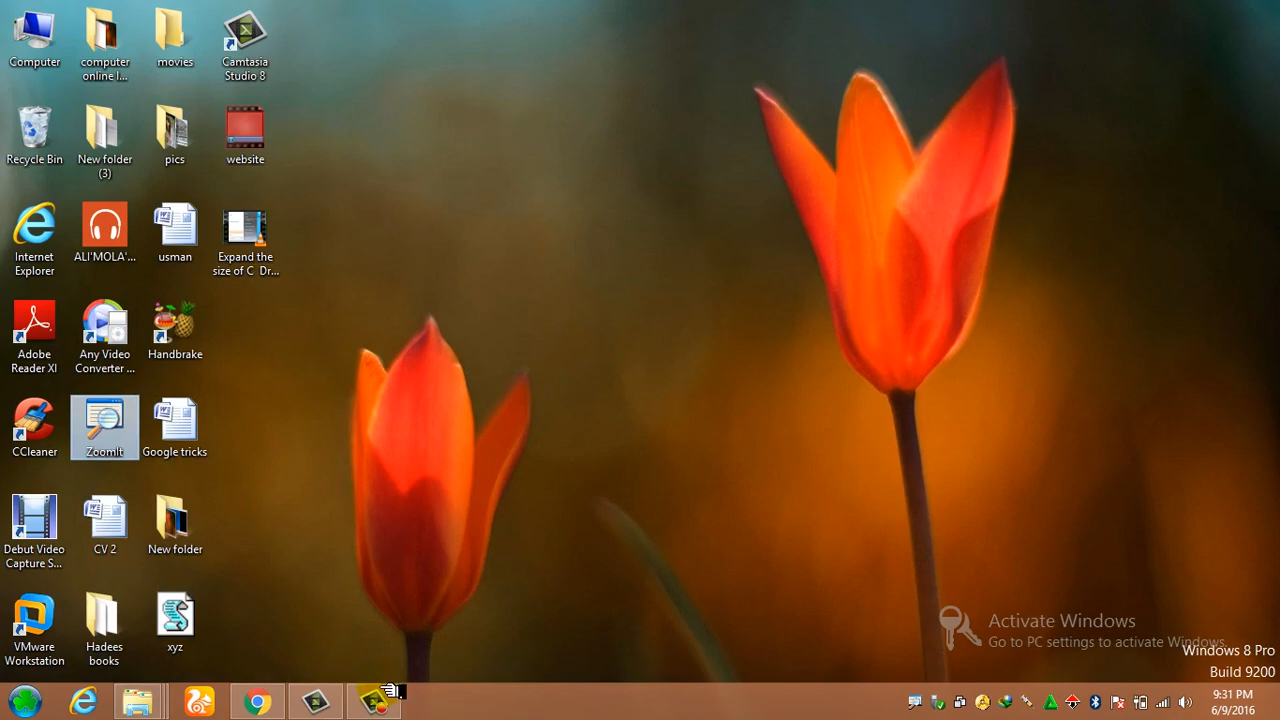 Computer
computer
online l...
movies
Camtasia
Studio 8
Recycle Bin
New folder
(3)
pics
website
Internet
Explorer
ALI'MOLA'...
usman
Expand the
size of C Dr...
Adobe
Reader XI
Any Video
Converter ...
Handbrake
CCleaner
ZoomIt
Google tricks
Debut Video
Capture S...
CV 2
New folder
VMware
Workstation
Hadees
books
xyz
Activate Windows
Go to PC settings to activate Windows.
Windows 8 Pro
Build 9200
9:31 PM
6/9/2016